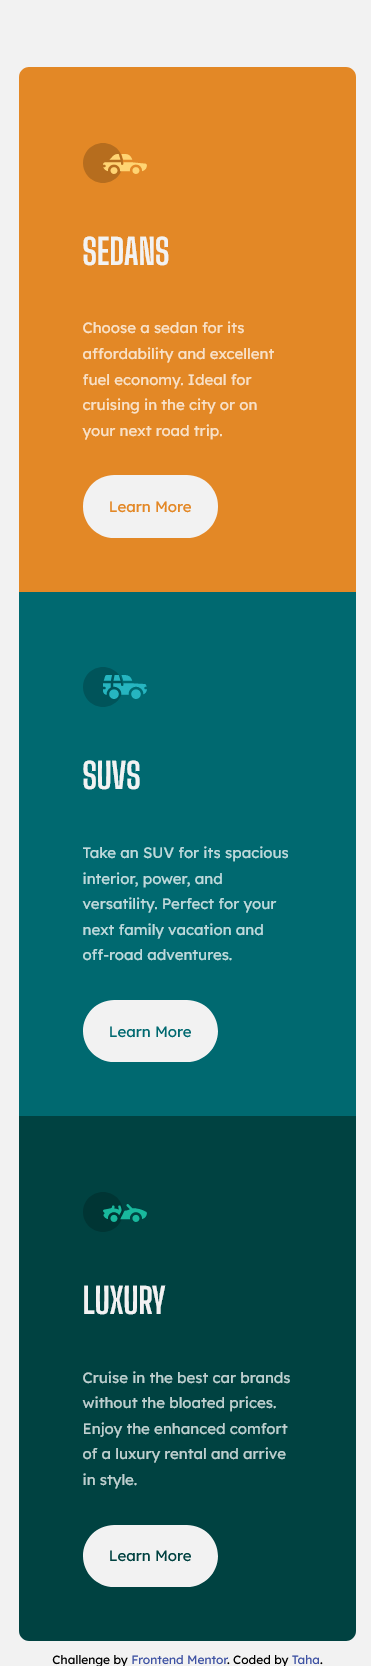 SEDANS
Choose a sedan for its
affordability and excellent
fuel economy. Ideal for
cruising in the city or on
your next road trip.
Learn More
SUVS
Take an SUV for its spacious
interior, power, and
versatility. Perfect for your
next family vacation and
off-road adventures.
Learn More
LUXURY
Cruise in the best car brands
without the bloated prices.
Enjoy the enhanced comfort
of a luxury rental and arrive
in style.
Learn More
Challenge by Frontend Mentor. Coded by Taha.